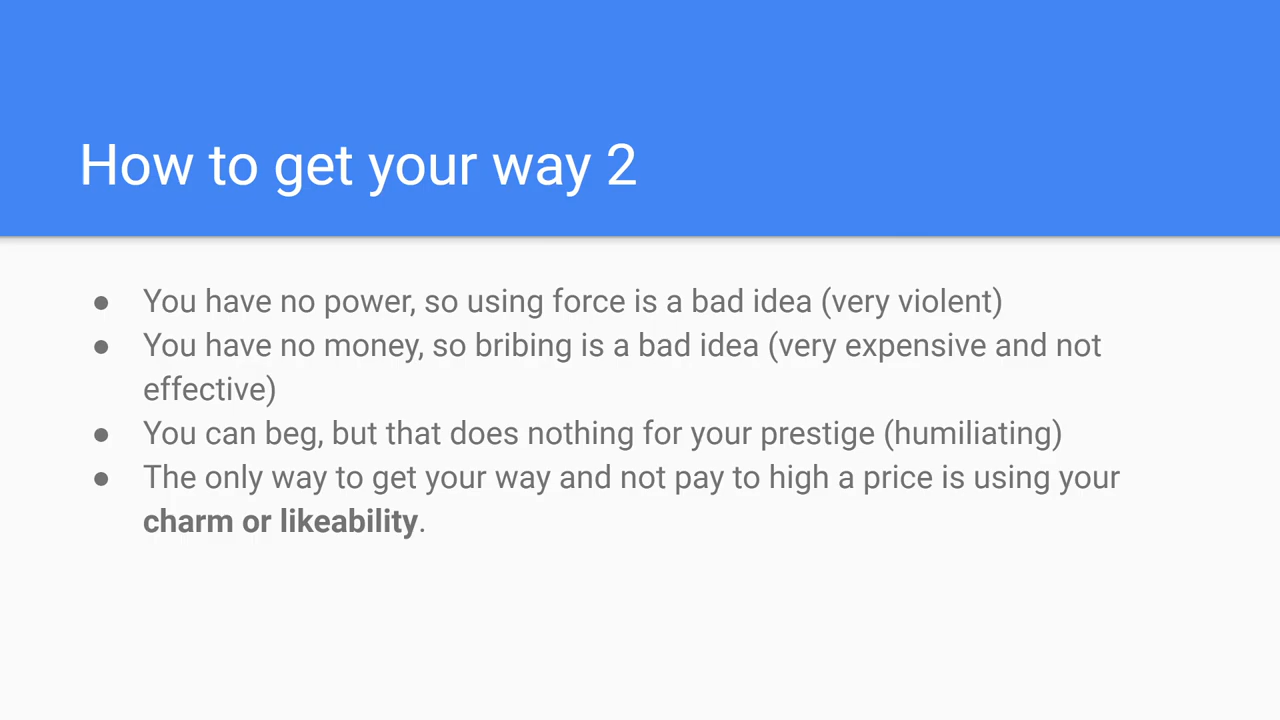 How to get your way 2
● You have no power, so using force is a bad idea (very violent)
● You have no money, so bribing is a bad idea (very expensive and not
effective)
● You can beg, but that does nothing for your prestige (humiliating)
● The only way to get your way and not pay to high a price is using your
charm or likeability.